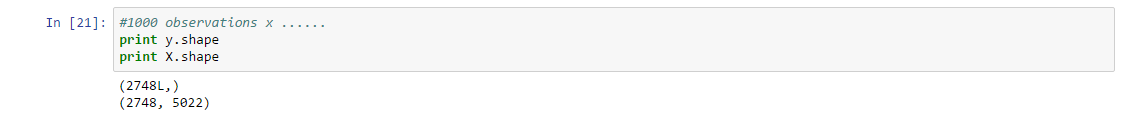 In [21]: #1000 observations x ......
print y.shape
print X.shape
(2748L,)
(2748, 5022)